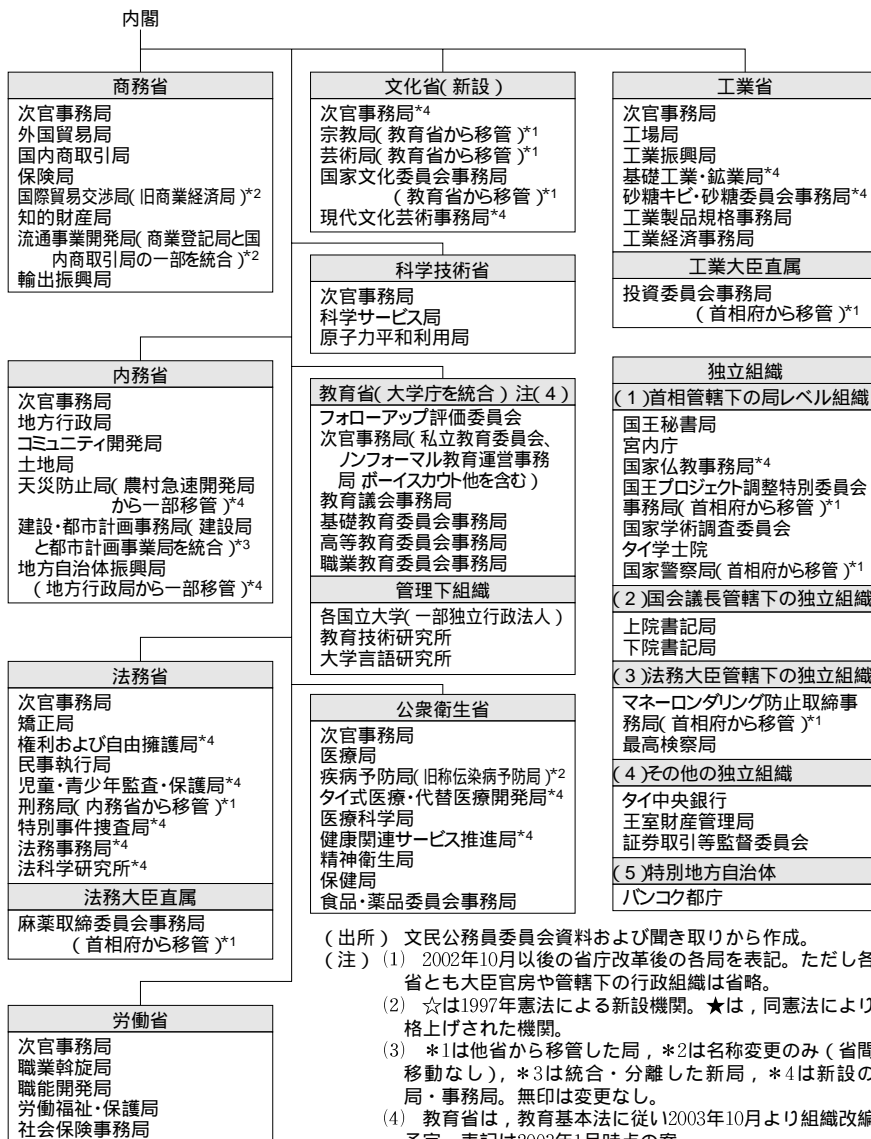 内閣
商務省
次官事務局
外国貿易局
国内商取引局
保険局
国際貿易交渉局(旧商業経済局)*2
知的財産局
流通事業開発局(商業登記局と国
内商取引局の一部を統合)*2
輸出振興局
内務省
次官事務局
地方行政局
コミュニティ開発局
土地局
天災防止局(農村急速開発局
から一部移管)*4
建設・都市計画事務局(建設局
と都市計画事業局を統合)*3
地方自治体振興局
(地方行政局から一部移管)*4
法務省
次官事務局
矯正局
権利および自由擁護局*4
民事執行局
児童・青少年監査・保護局*4
刑務局(内務省から移管)*1
特別事件捜査局*4
法務事務局*4
法科学研究所*4
法務大臣直属
麻薬取締委員会事務局
(首相府から移管)*1
労働省
次官事務局
職業斡旋局
職能開発局
労働福祉・保護局
社会保険事務局
文化省(新設)
次官事務局*4
宗教局(教育省から移管)*1
芸術局(教育省から移管)*1
国家文化委員会事務局
(教育省から移管)*1
現代文化芸術事務局*4
科学技術省
次官事務局
科学サービス局
原子力平和利用局
教育省(大学庁を統合)注(4)
フォローアップ評価委員会
次官事務局(私立教育委員会、
ノンフォーマル教育運営事務
局,ボーイスカウト他を含む)
教育議会事務局
基礎教育委員会事務局
高等教育委員会事務局
職業教育委員会事務局
管理下組織
各国立大学(一部独立行政法人)
教育技術研究所
大学言語研究所
公衆衛生省
次官事務局
医療局
疾病予防局(旧称伝染病予防局)*2
タイ式医療・代替医療開発局*4
医療科学局
健康関連サービス推進局*4
精神衛生局
保健局
食品・薬品委員会事務局
工業省
次官事務局
工場局
工業振興局
基礎工業・鉱業局*4
砂糖キビ・砂糖委員会事務局*4
工業製品規格事務局
工業経済事務局
工業大臣直属
投資委員会事務局
(首相府から移管)*1
独立組織
(1)首相管轄下の局レベル組織
国王秘書局
宮内庁
国家仏教事務局*4
国王プロジェクト調整特別委員会
事務局(首相府から移管)*1
国家学術調査委員会
タイ学士院
国家警察局(首相府から移管)*1
(2)国会議長管轄下の独立組織
上院書記局
下院書記局
(3)法務大臣管轄下の独立組織
マネーロンダリング防止取締事
務局(首相府から移管)*1
最高検察局
(4)その他の独立組織
タイ中央銀行
王室財産管理局
証券取引等監督委員会
(5)特別地方自治体
バンコク都庁
(出所) 文民公務員委員会資料および聞き取りから作成。
(注) (1) 2002年10月以後の省庁改革後の各局を表記。ただし各
省とも大臣官房や管轄下の行政組織は省略。
(2) ☆は1997年憲法による新設機関。★は,同憲法により
格上げされた機関。
(3) *1は他省から移管した局,*2は名称変更のみ(省間
移動なし),*3は統合・分離した新局,*4は新設の
局・事務局。無印は変更なし。
(4) 教育省は,教育基本法に従い2003年10月より組織改編